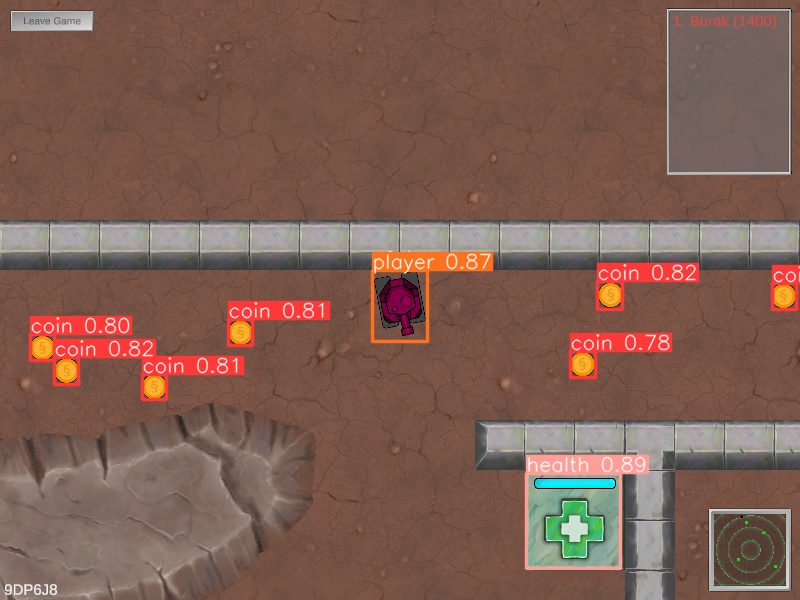 Leave Game
1. Burak (1400)
player 0.87
coin 0.82
coi
coin 0.81
coin 0.80
coin 0.82
coin 0.78
coin 0.81
health 0.89
9DP6J8